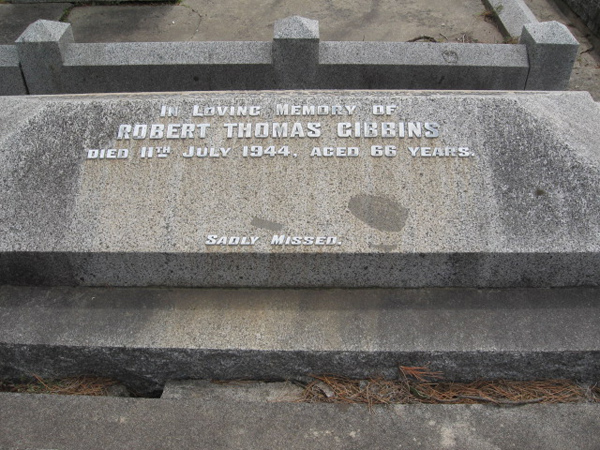 In Loving Memory of
ROBERT THOMAS GIBBINS
DIED 11TH JULY 1944. AGED 66 YEARS.
Sadly Missed.